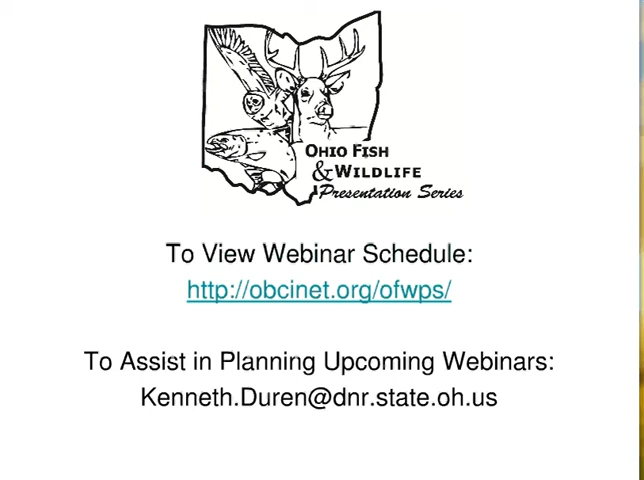 Ohio Fish
& Wildlife
Presentation Series
To View Webinar Schedule:
http://obcinet.org/ofwps/
To Assist in Planning Upcoming Webinars:
Kenneth.Duren@dnr.state.oh.us